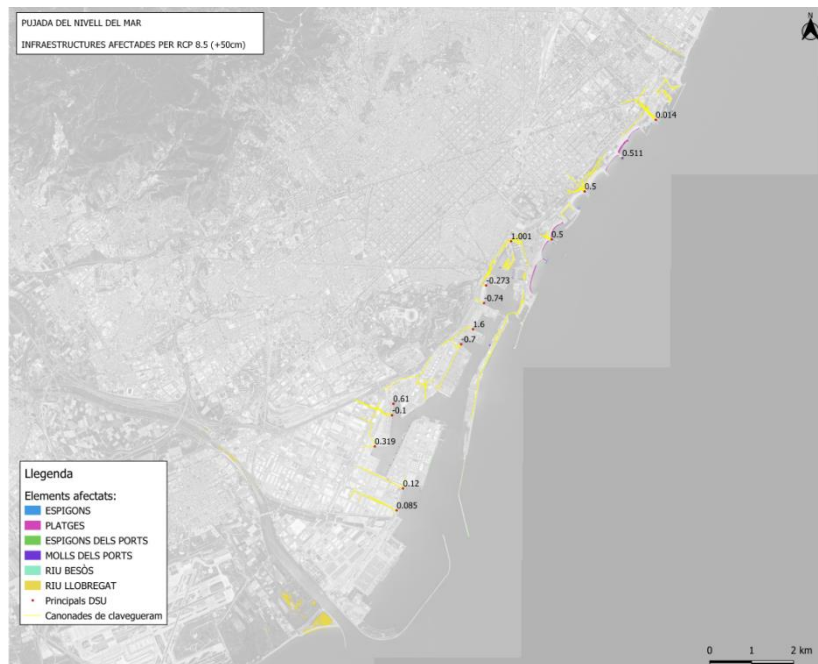 PUJADA DEL NIVELL DEL MAR
INFRAESTRUCTURES AFECTADES PER RCP 8.5 (+50cm)
N
0.014
0.511
0.5
1.001
0.5
-0.273
-0.74
1.6
-0.7
0.61
-0.1
0.319
0.12
0.085
Llegenda
Elements afectats:
ESPIGONS
PLATGES
ESPIGONS DELS PORTS
MOLLS DELS PORTS
RIU BESÒS
RIU LLOBREGAT
Principals DSU
Canonades de clavegueram
0 1 2 km